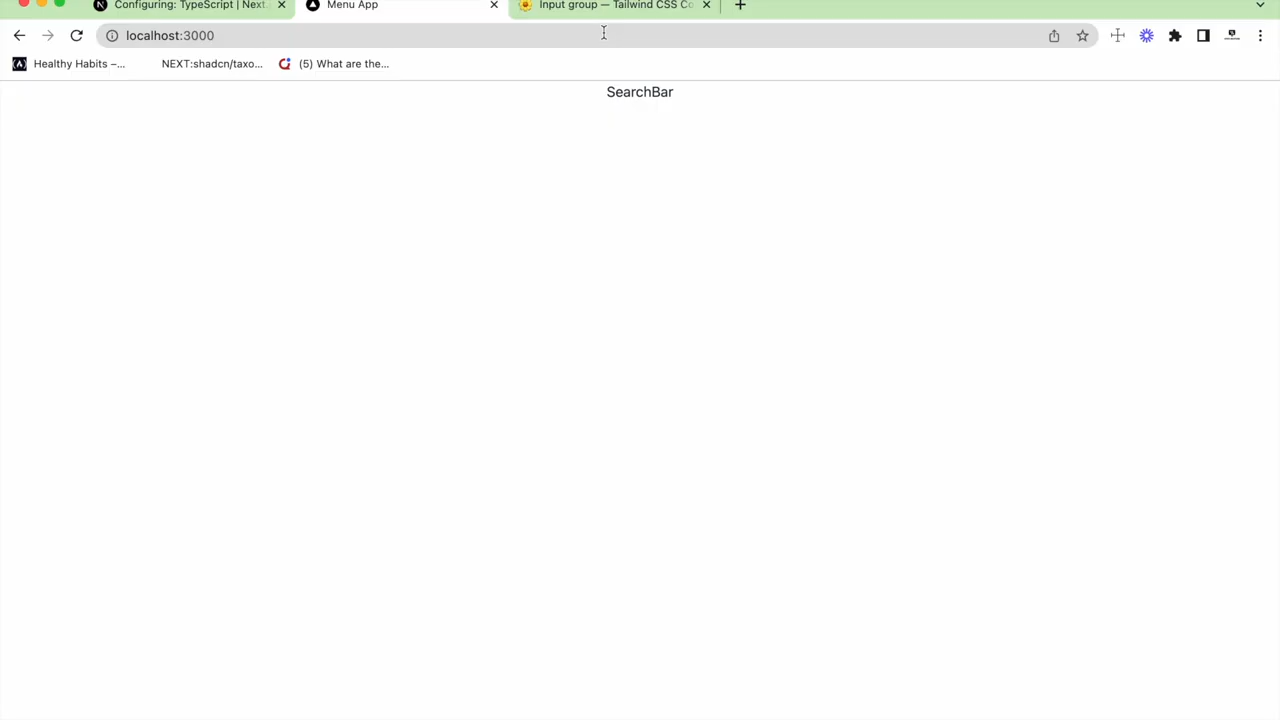 Configuring: TypeScript | Next.
Menu App
Input group — Tailwind CSS Co
localhost:3000
Healthy Habits –...
NEXT:shadcn/taxo...
(5) What are the...
SearchBar